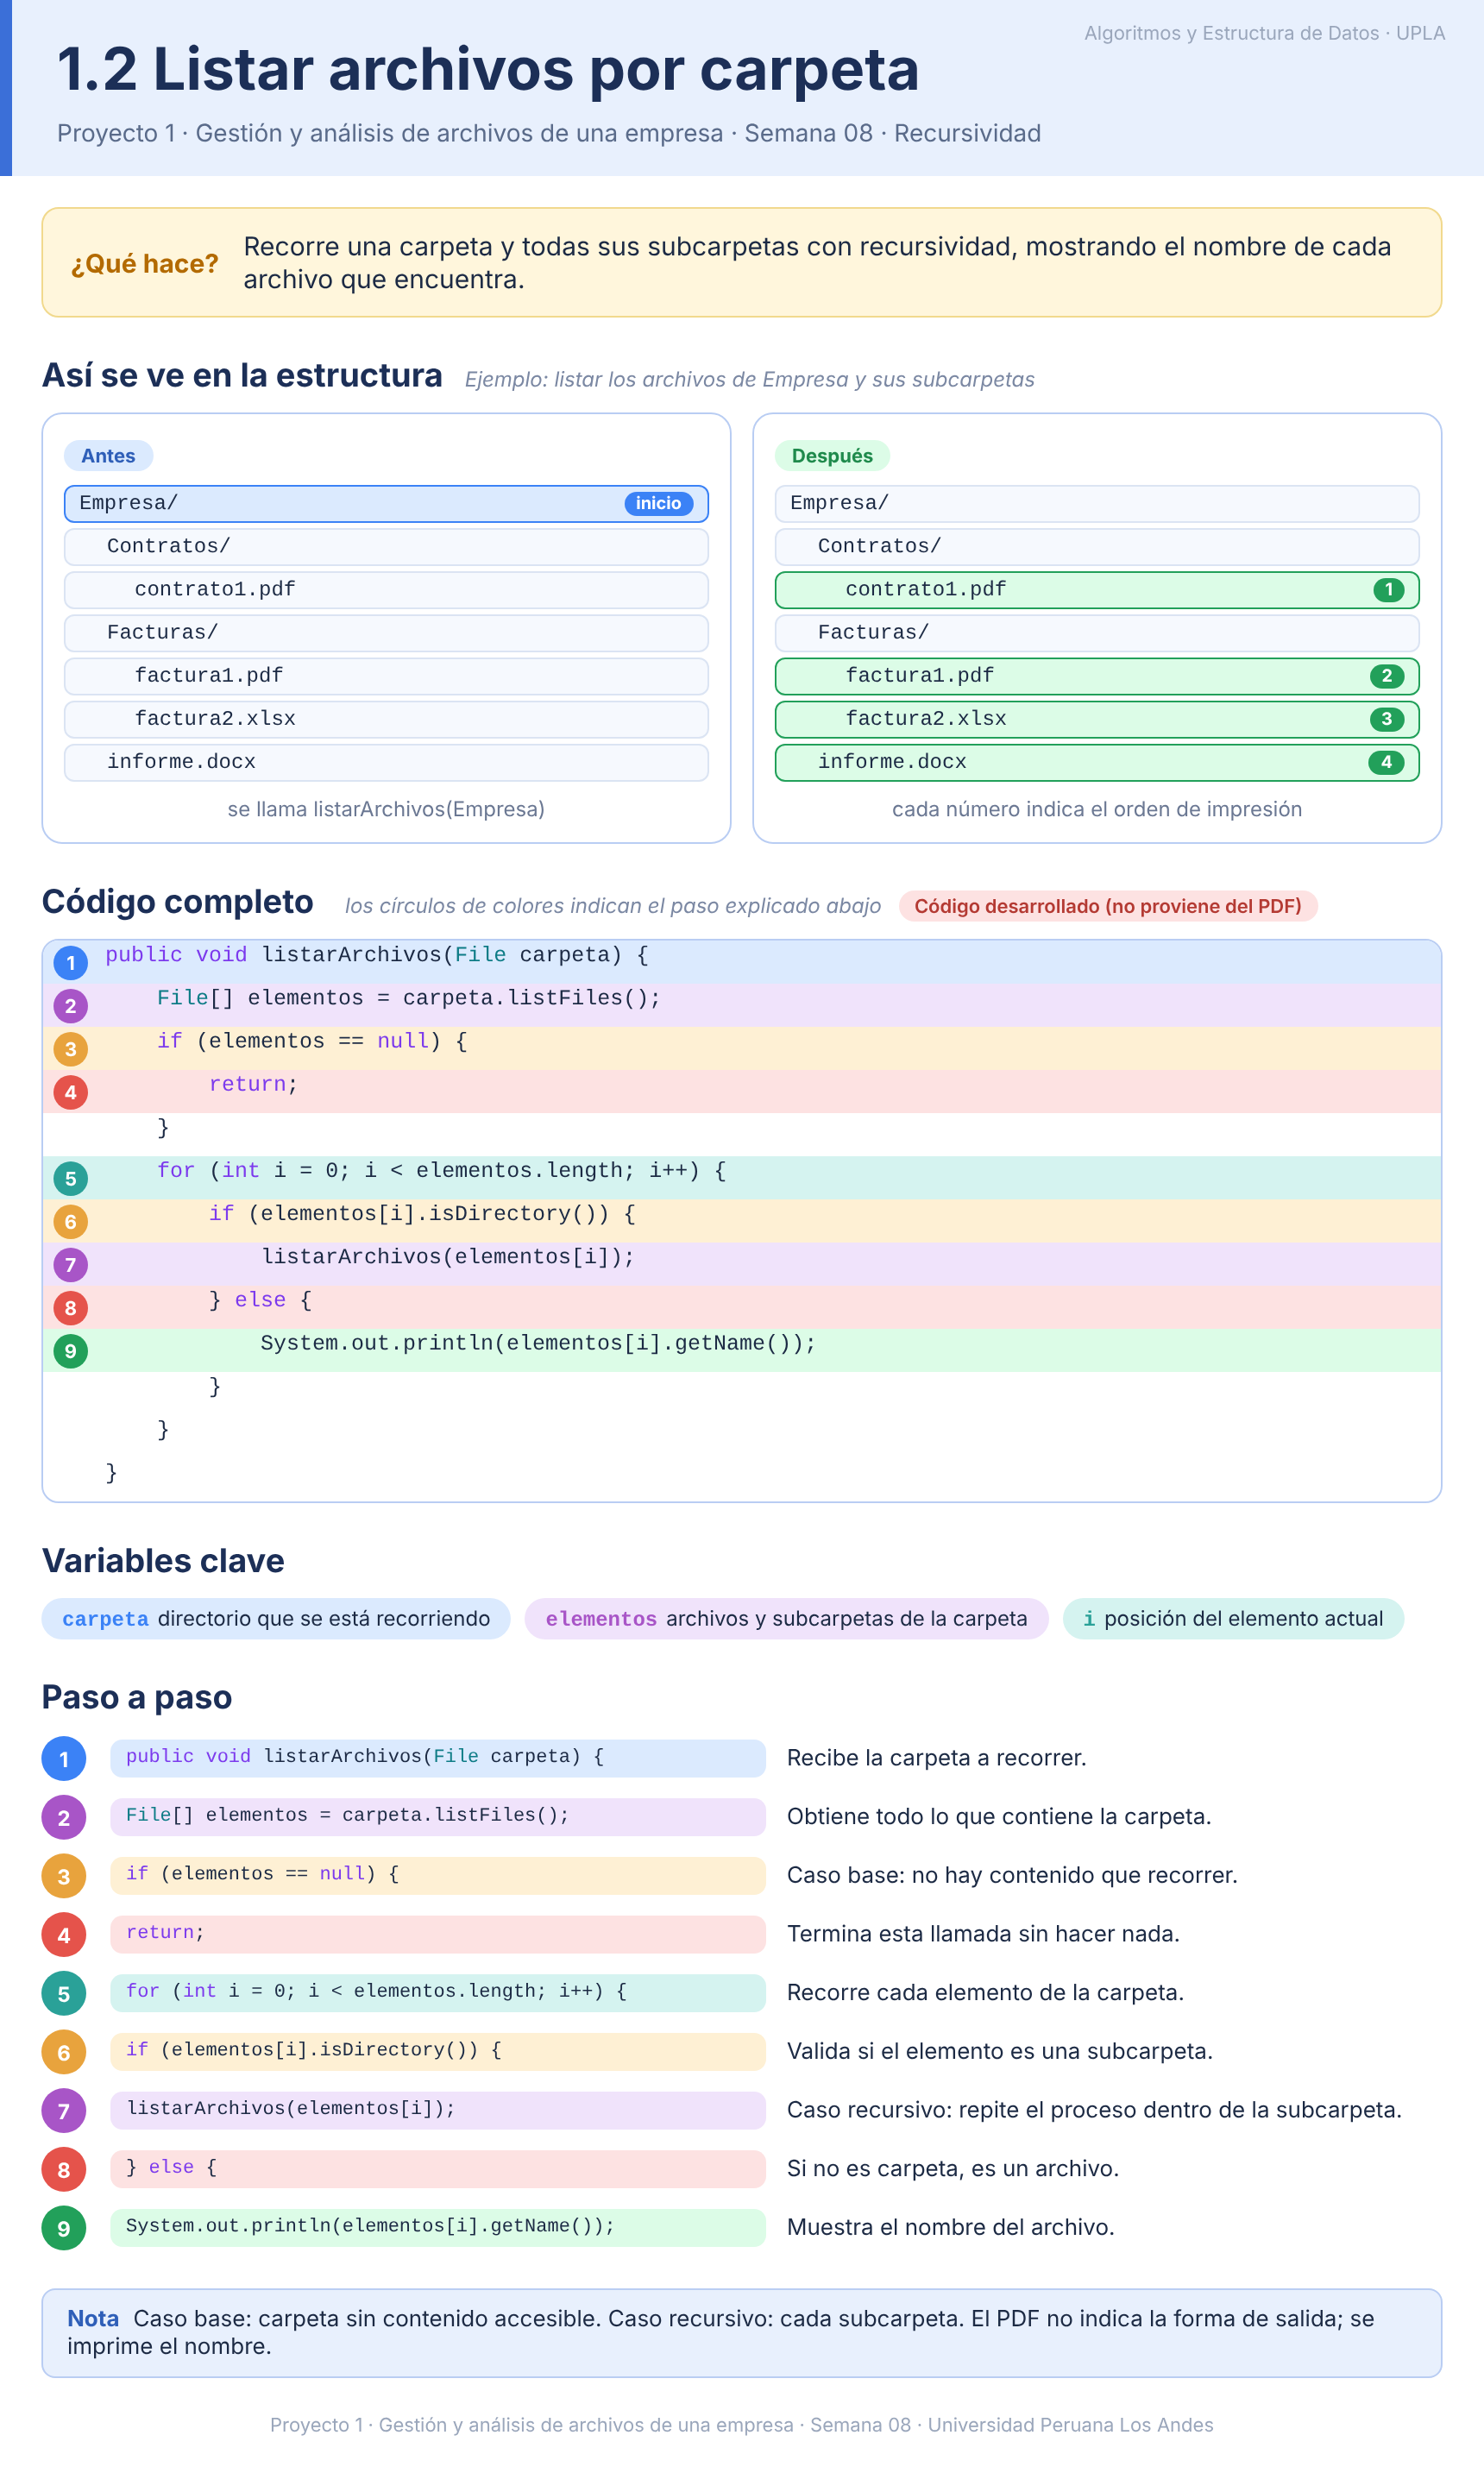 Algoritmos y Estructura de Datos · UPLA
1.2 Listar archivos por carpeta
Proyecto 1 · Gestión y análisis de archivos de una empresa · Semana 08 · Recursividad
¿Qué hace?
Recorre una carpeta y todas sus subcarpetas con recursividad, mostrando el nombre de cada
archivo que encuentra.
Así se ve en la estructura
Ejemplo: listar los archivos de Empresa y sus subcarpetas
Antes
Empresa/ inicio
Contratos/
contrato1.pdf
Facturas/
factura1.pdf
factura2.xlsx
informe.docx
se llama listarArchivos(Empresa)
Después
Empresa/
Contratos/
contrato1.pdf 1
Facturas/
factura1.pdf 2
factura2.xlsx 3
informe.docx 4
cada número indica el orden de impresión
Código completo
los círculos de colores indican el paso explicado abajo
Código desarrollado (no proviene del PDF)
1 public void listarArchivos(File carpeta) {
2 File[] elementos = carpeta.listFiles();
3 if (elementos == null) {
4 return;
}
5 for (int i = 0; i < elementos.length; i++) {
6 if (elementos[i].isDirectory()) {
7 listarArchivos(elementos[i]);
8 } else {
9 System.out.println(elementos[i].getName());
}
}
}
Variables clave
carpeta directorio que se está recorriendo
elementos archivos y subcarpetas de la carpeta
i posición del elemento actual
Paso a paso
1 public void listarArchivos(File carpeta) { Recibe la carpeta a recorrer.
2 File[] elementos = carpeta.listFiles(); Obtiene todo lo que contiene la carpeta.
3 if (elementos == null) { Caso base: no hay contenido que recorrer.
4 return; Termina esta llamada sin hacer nada.
5 for (int i = 0; i < elementos.length; i++) { Recorre cada elemento de la carpeta.
6 if (elementos[i].isDirectory()) { Valida si el elemento es una subcarpeta.
7 listarArchivos(elementos[i]); Caso recursivo: repite el proceso dentro de la subcarpeta.
8 } else { Si no es carpeta, es un archivo.
9 System.out.println(elementos[i].getName()); Muestra el nombre del archivo.
Nota Caso base: carpeta sin contenido accesible. Caso recursivo: cada subcarpeta. El PDF no indica la forma de salida; se
imprime el nombre.
Proyecto 1 · Gestión y análisis de archivos de una empresa · Semana 08 · Universidad Peruana Los Andes